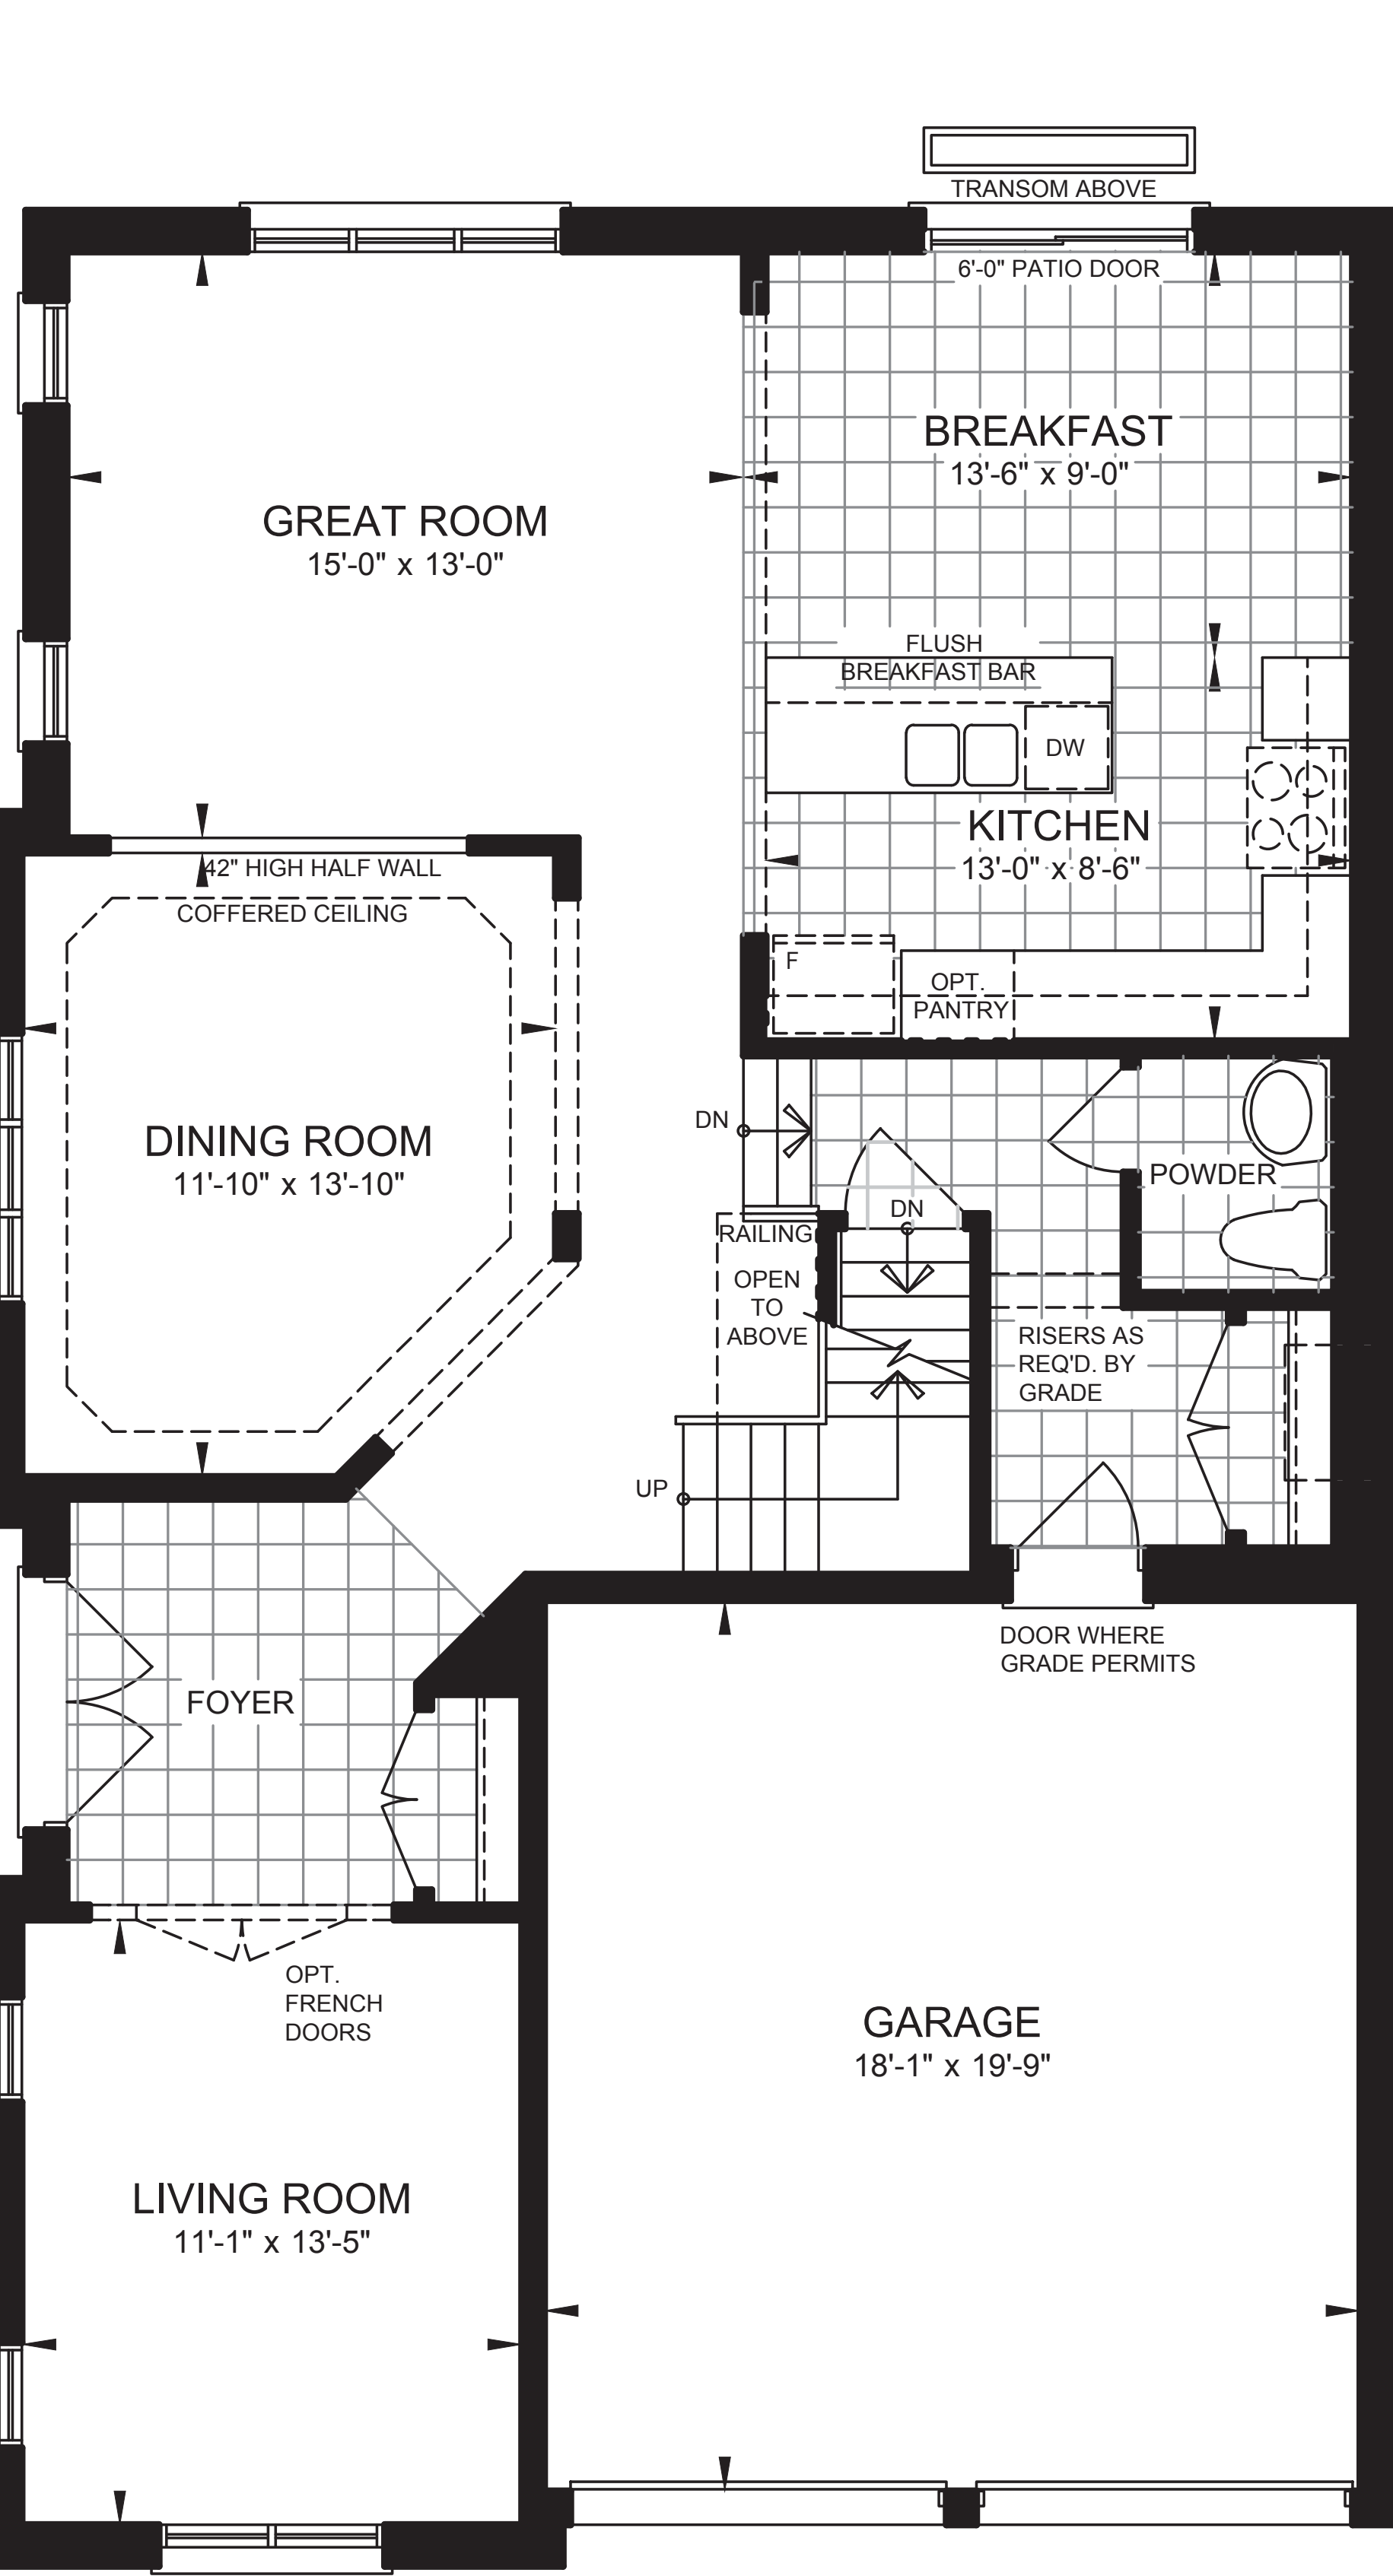 TRANSOM ABOVE
6'-0" PATIO DOOR
BREAKFAST
13'-6" x 9'-0"
GREAT ROOM
15'-0" x 13'-0"
FLUSH
BREAKFAST BAR
DW
KITCHEN
13'-0" x 8'-6"
42" HIGH HALF WALL
COFFERED CEILING
F
OPT.
PANTRY
DINING ROOM
11'-10" x 13'-10"
DN
POWDER
DN
RAILING
OPEN
TO
ABOVE
RISERS AS
REQ'D. BY
GRADE
UP
DOOR WHERE
GRADE PERMITS
FOYER
OPT.
FRENCH
DOORS
GARAGE
18'-1" x 19'-9"
LIVING ROOM
11'-1" x 13'-5"